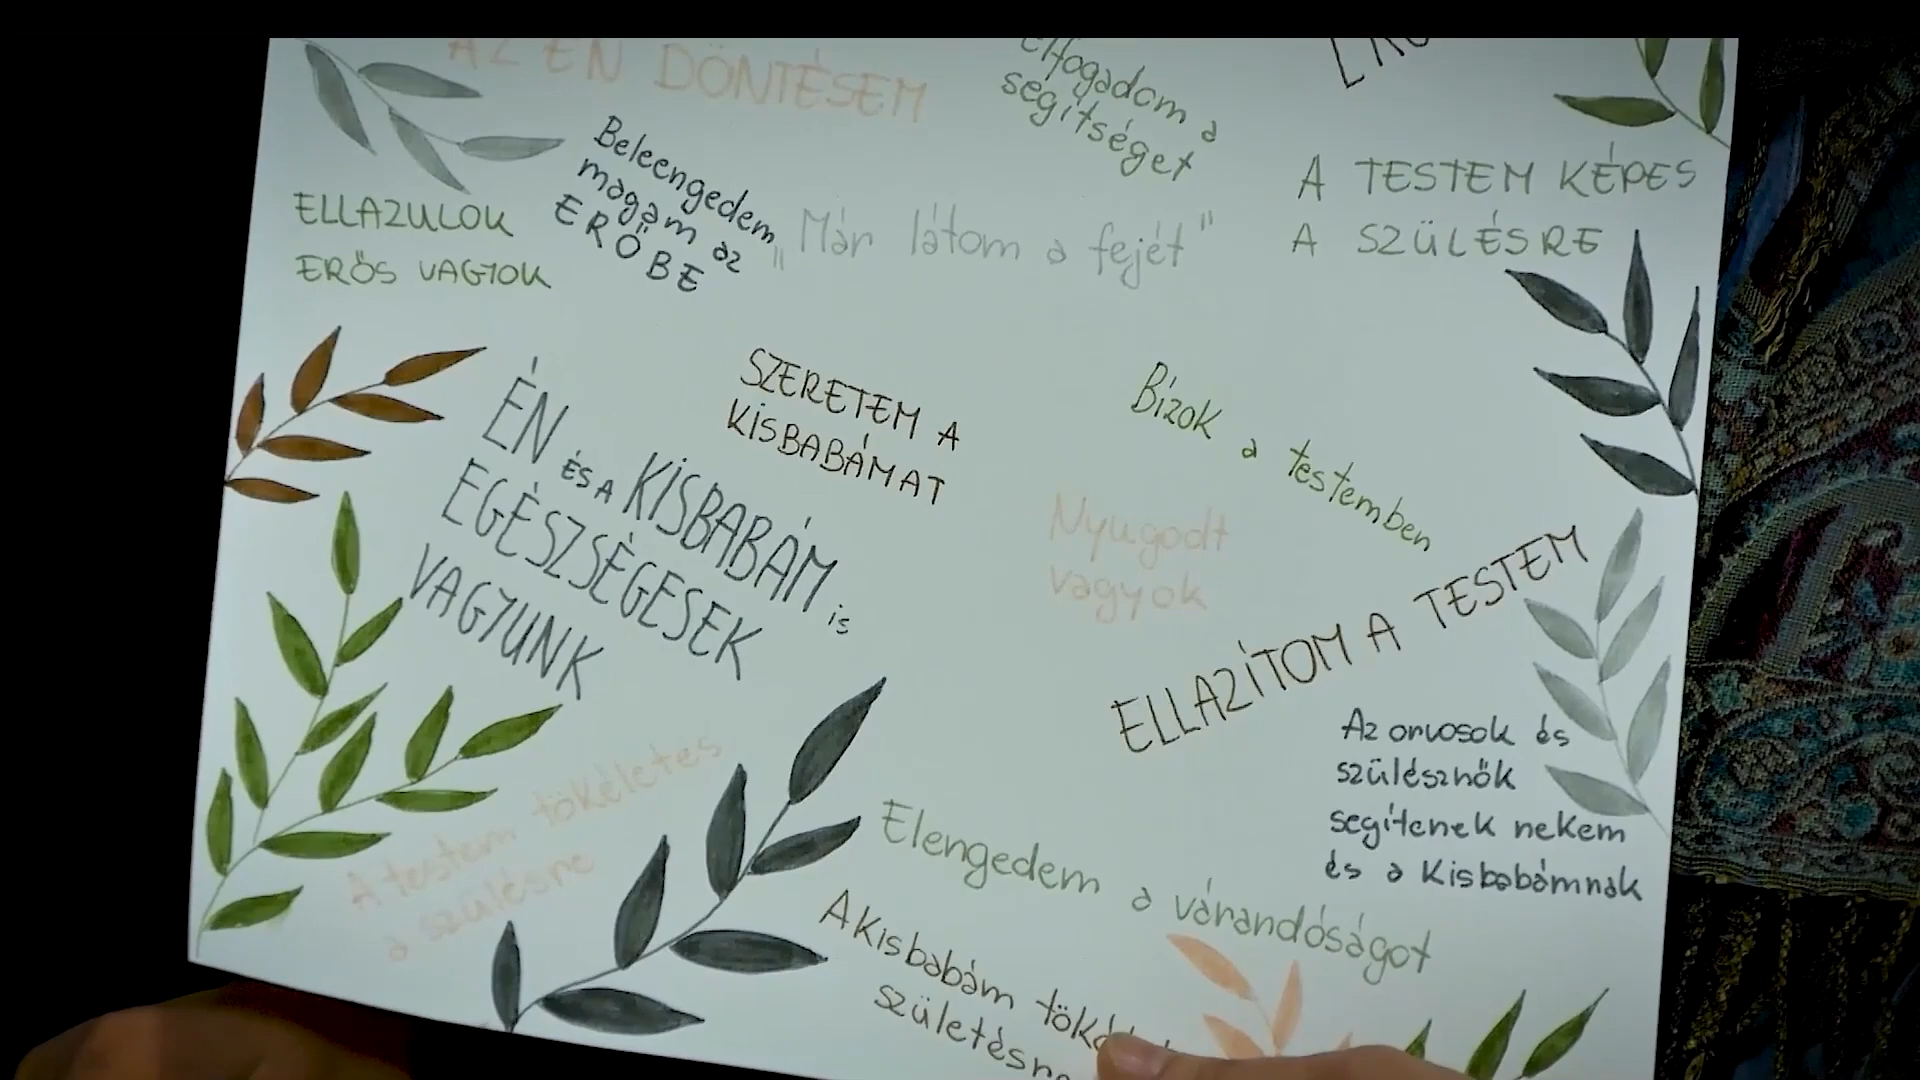 AZ ÉN DÖNTÉSEM
elfogadom a
segítséget
Beleengedem
magam az
ERŐBE
ELLAZULOK
ERŐS VAGYOK
„Már látom a fejét"
A TESTEM KÉPES
A SZÜLÉSRE
SZERETEM A
KISBABÁMAT
Bízok a testemben
ÉN ÉS A KISBABÁM is
EGÉSZSÉGESEK
VAGYUNK
Nyugodt
vagyok
ELLAZÍTOM A TESTEM
Az orvosok és
szülésznők
segítenek nekem
és a Kisbabámnak
A testem tökéletes
a szülésre
Elengedem a várandóságot
A Kisbabám